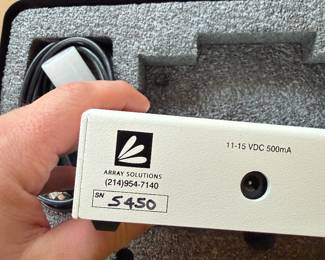 11-15 VDC 500mA
ARRAY SOLUTIONS
(214)954-7140
SN
5450